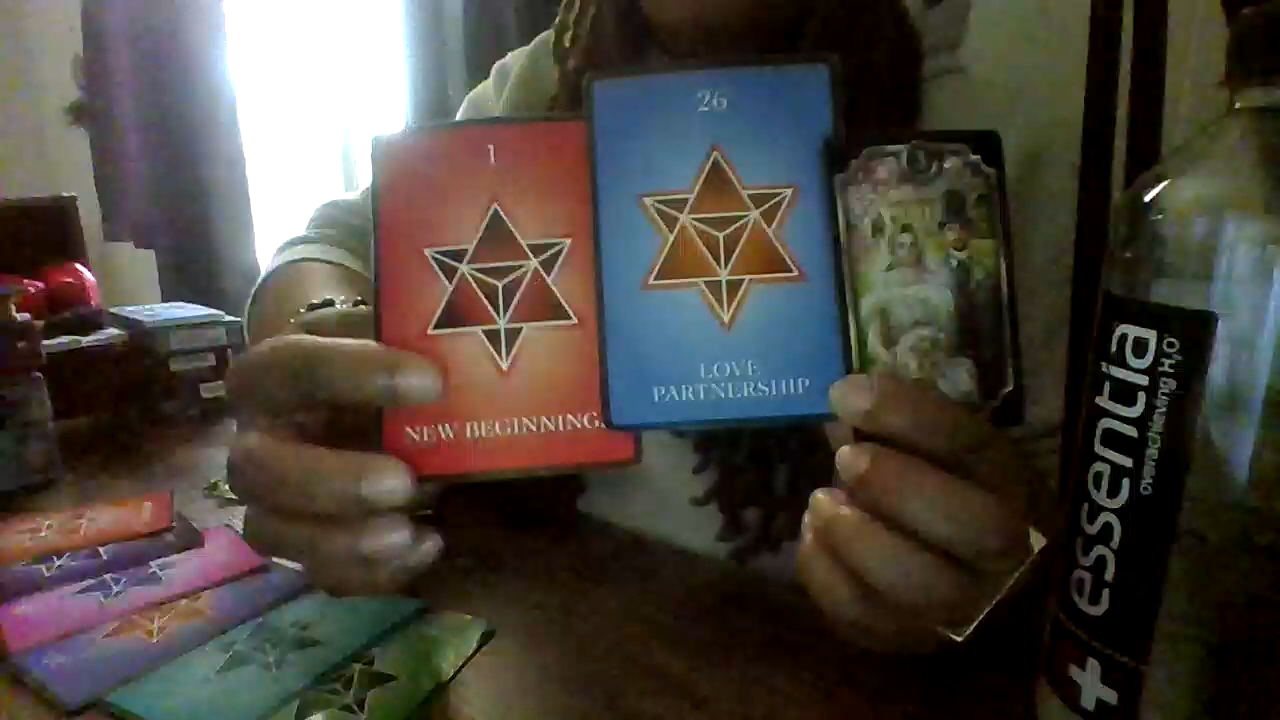 1
NEW BEGINNING
26
LOVE
PARTNERSHIP
essentia
overachieving H2O